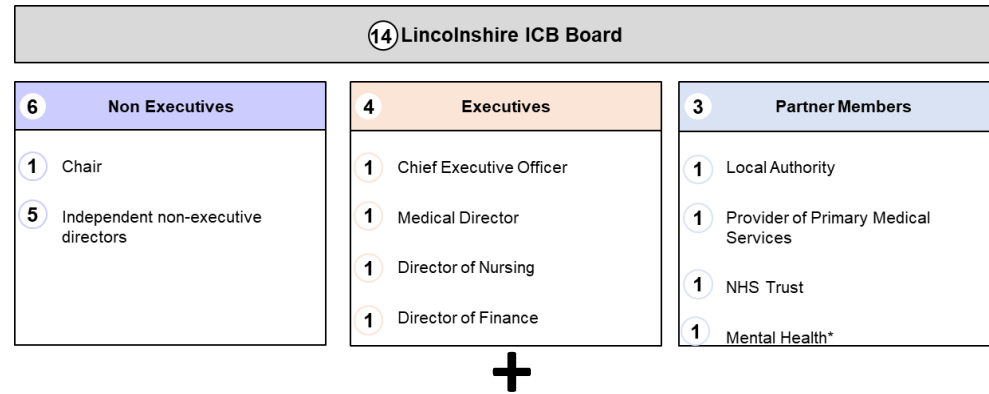 14 Lincolnshire ICB Board
6 Non Executives
1 Chair
5 Independent non-executive
directors
4 Executives
1 Chief Executive Officer
1 Medical Director
1 Director of Nursing
1 Director of Finance
3 Partner Members
1 Local Authority
1 Provider of Primary Medical
Services
1 NHS Trust
1 Mental Health*
+